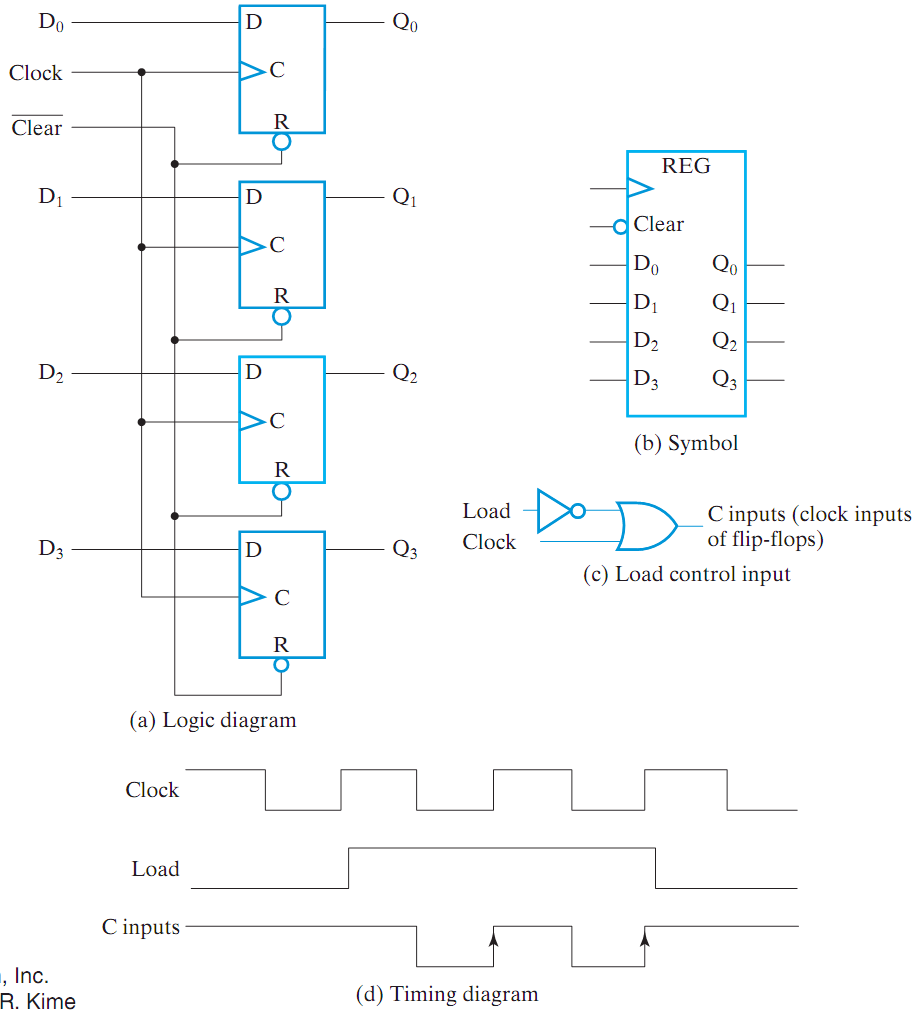 D₀ D Q₀
Clock C
C̅l̅e̅a̅r̅ R
D₁ D Q₁
C
R
D₂ D Q₂
C
R
D₃ D Q₃
C
R
(a) Logic diagram
REG
Clear
D₀ Q₀
D₁ Q₁
D₂ Q₂
D₃ Q₃
(b) Symbol
Load
Clock
C inputs (clock inputs
of flip-flops)
(c) Load control input
Clock
Load
C inputs
(d) Timing diagram
, Inc.
R. Kime